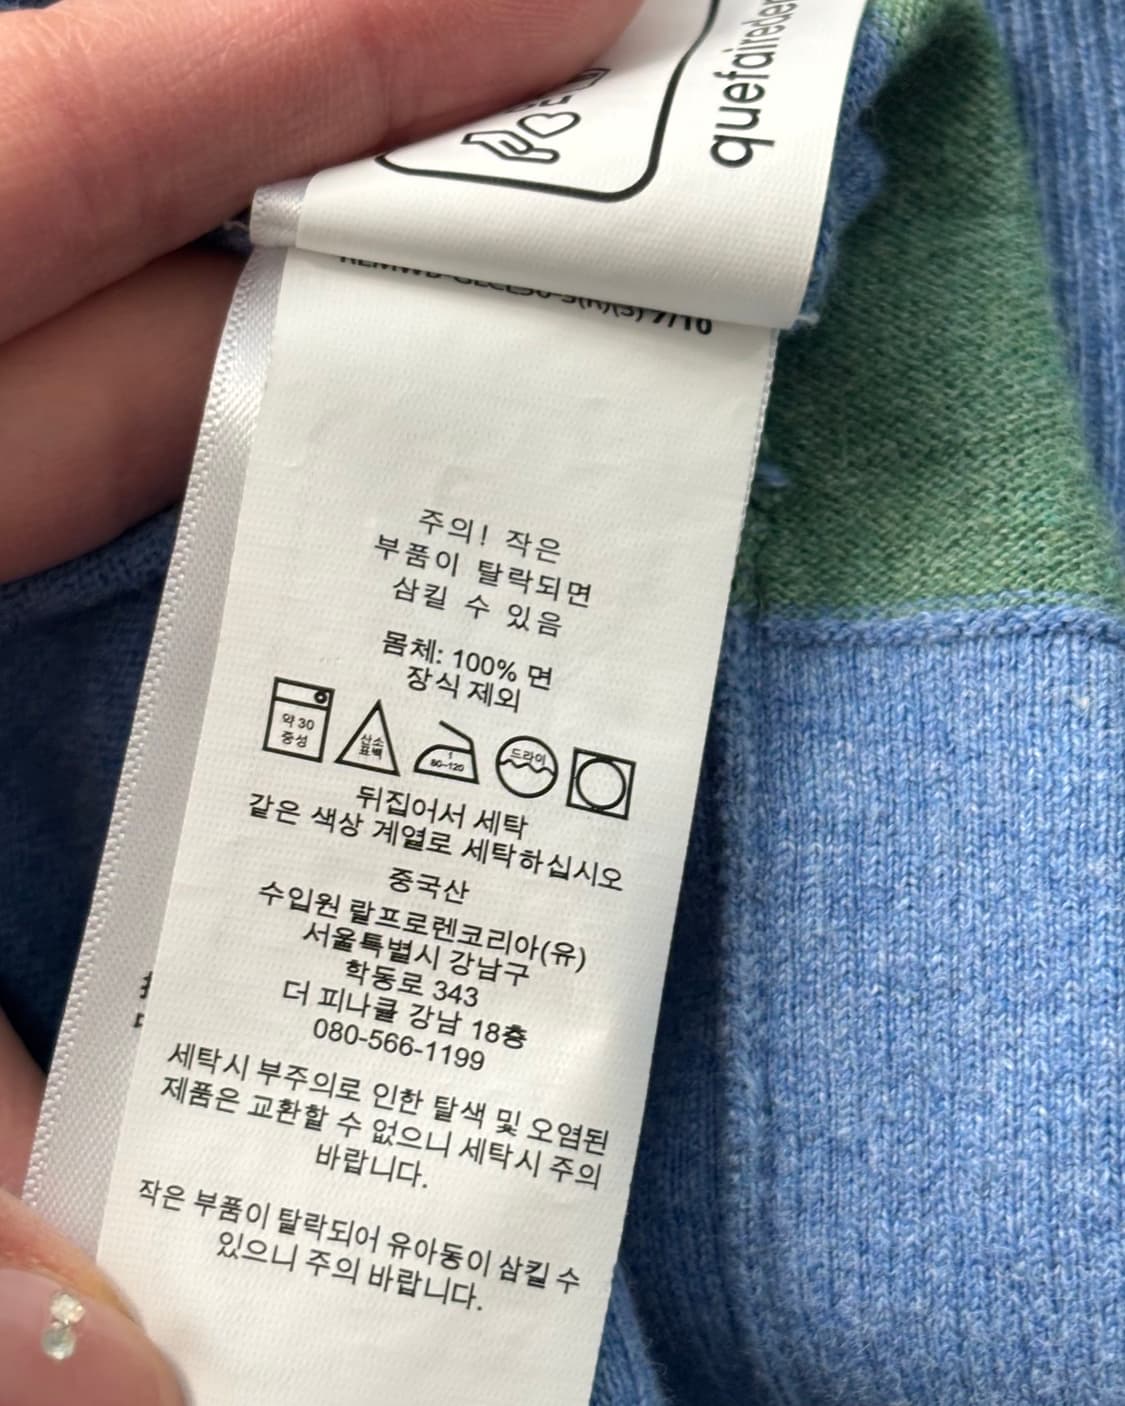 7/10
주의! 작은
부품이 탈락되면
삼킬 수 있음
몸체: 100% 면
장식 제외
약 30
중성
산소
표백
1
80~120
드라이
뒤집어서 세탁
같은 색상 계열로 세탁하십시오
중국산
수입원 랄프로렌코리아(유)
서울특별시 강남구
학동로 343
더 피나클 강남 18층
080-566-1199
세탁시 부주의로 인한 탈색 및 오염된
제품은 교환할 수 없으니 세탁시 주의
바랍니다.
작은 부품이 탈락되어 유아동이 삼킬 수
있으니 주의 바랍니다.